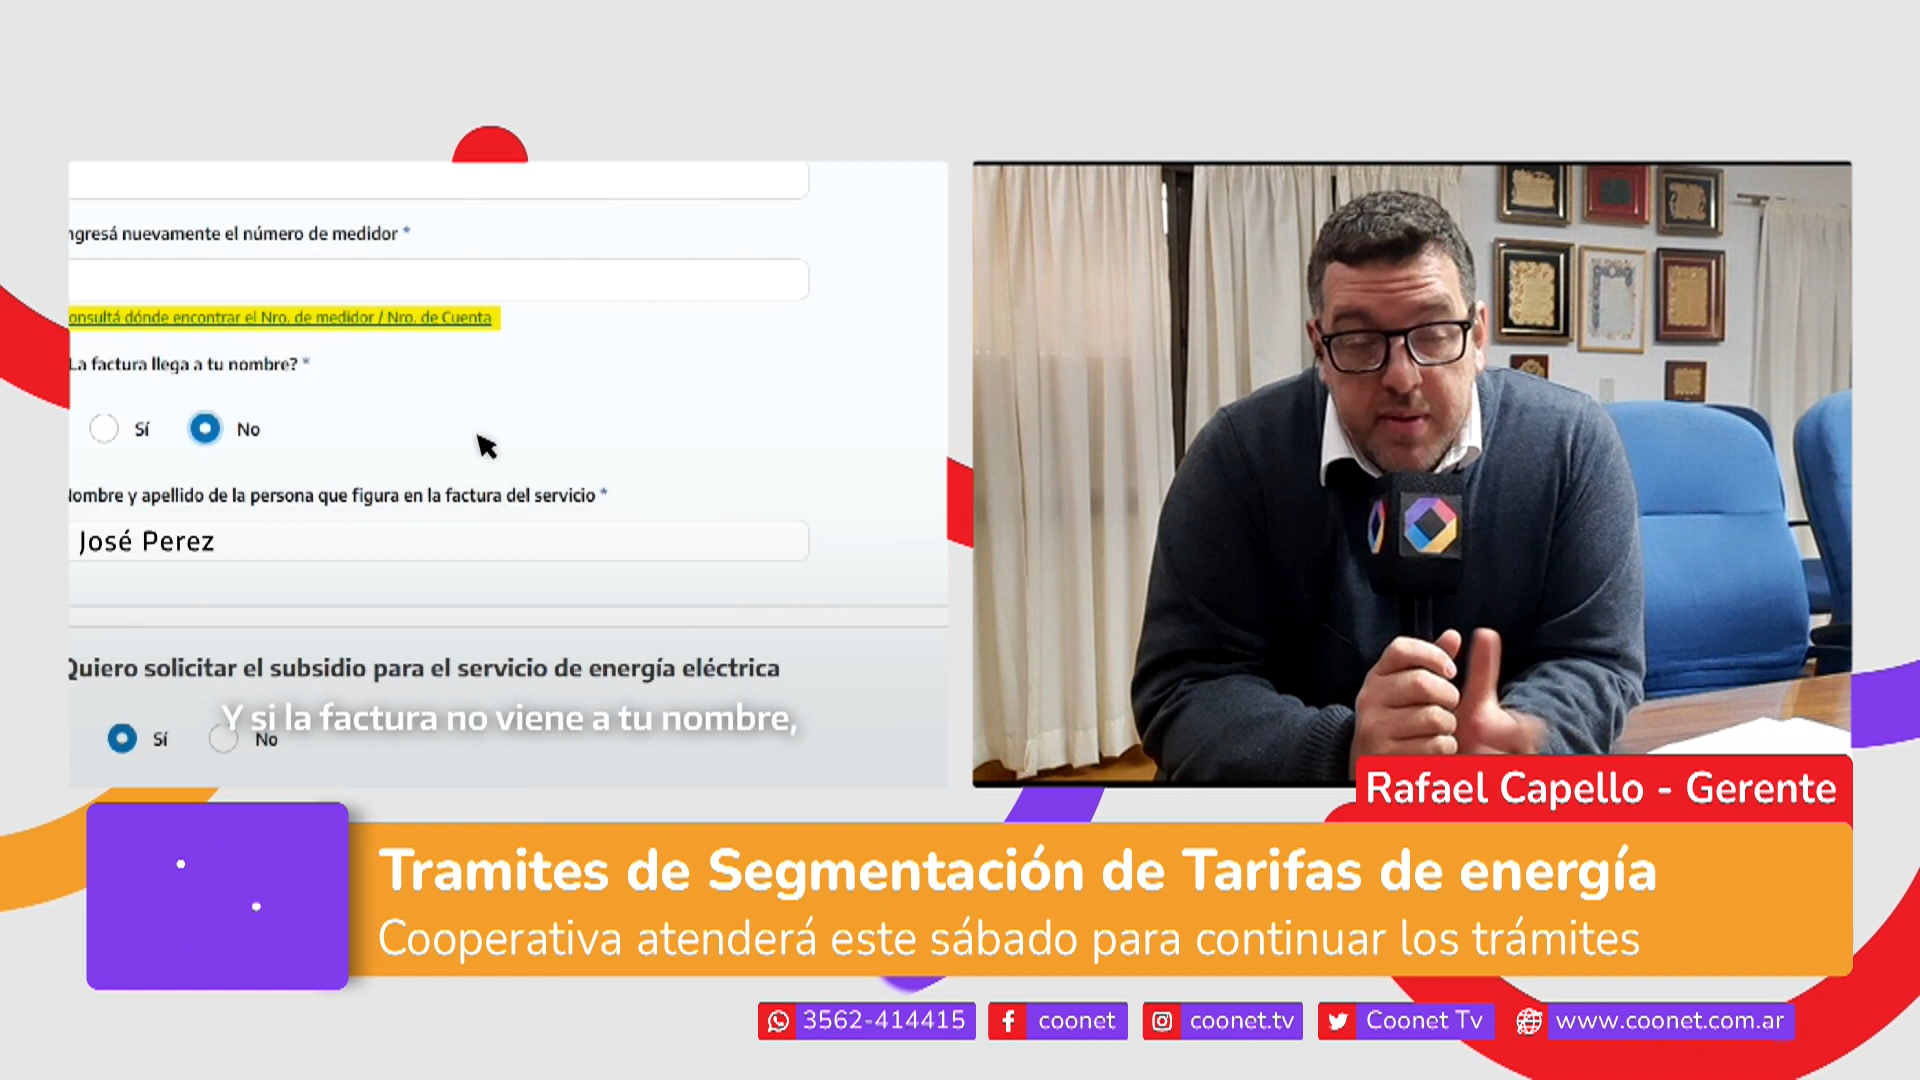 ngresá nuevamente el número de medidor *
onsultá dónde encontrar el Nro. de medidor / Nro. de Cuenta
La factura llega a tu nombre? *
Sí No
ombre y apellido de la persona que figura en la factura del servicio *
José Perez
Quiero solicitar el subsidio para el servicio de energía eléctrica
Y si la factura no viene a tu nombre,
Sí No
Rafael Capello - Gerente
Tramites de Segmentación de Tarifas de energía
Cooperativa atenderá este sábado para continuar los trámites
3562-414415 coonet coonet.tv Coonet Tv www.coonet.com.ar